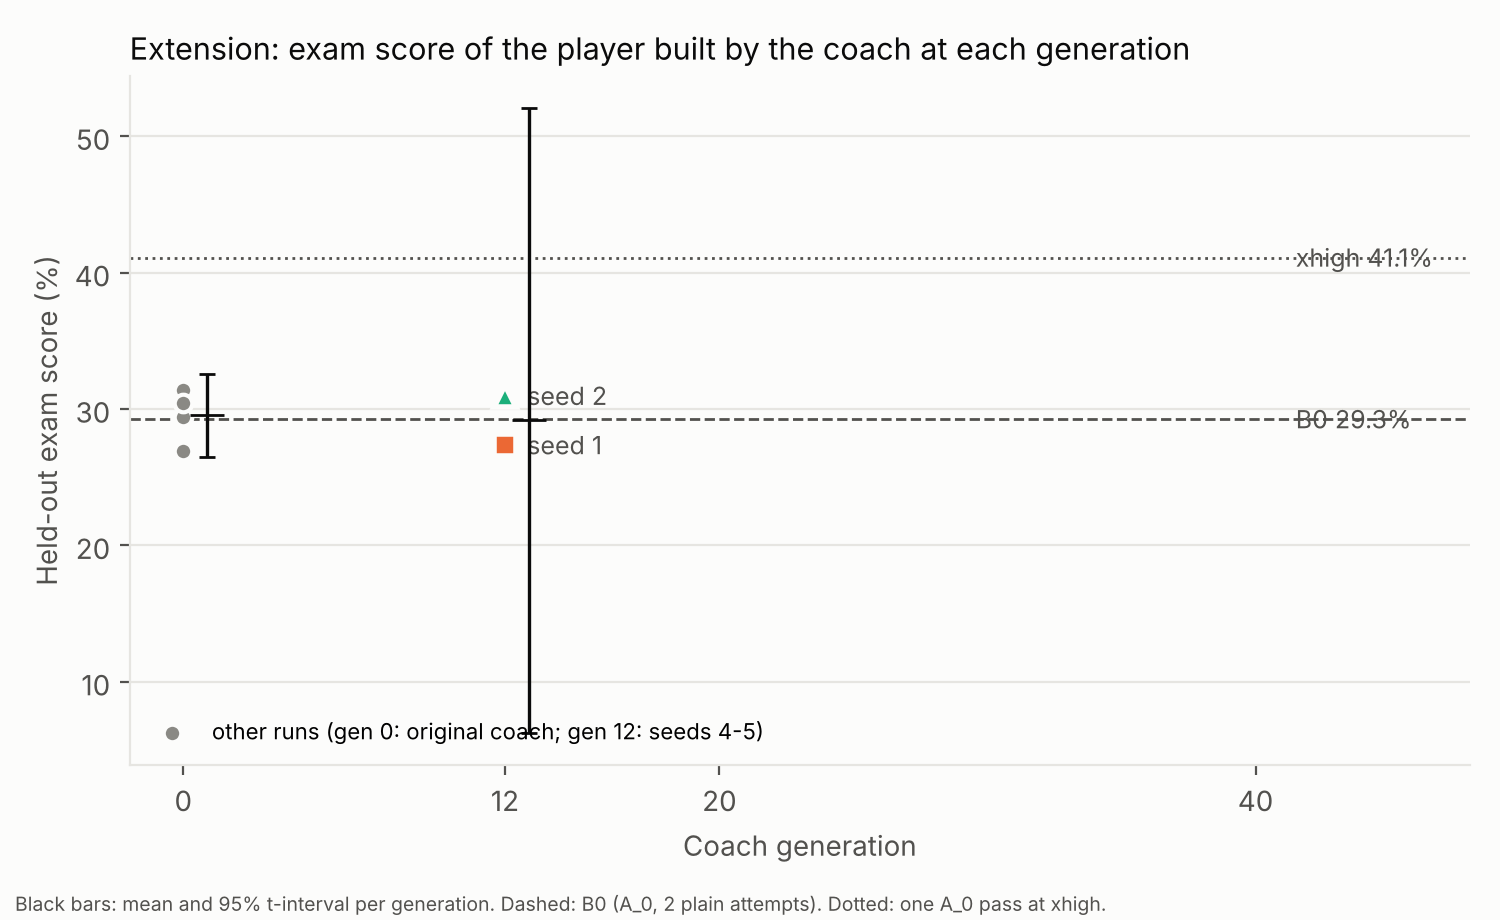 Extension: exam score of the player built by the coach at each generation
Held-out exam score (%)
50
40
30
20
10
xhigh 41.1%
seed 2
B0 29.3%
seed 1
other runs (gen 0: original coach; gen 12: seeds 4-5)
0
12
20
40
Coach generation
Black bars: mean and 95% t-interval per generation. Dashed: B0 (A_0, 2 plain attempts). Dotted: one A_0 pass at xhigh.